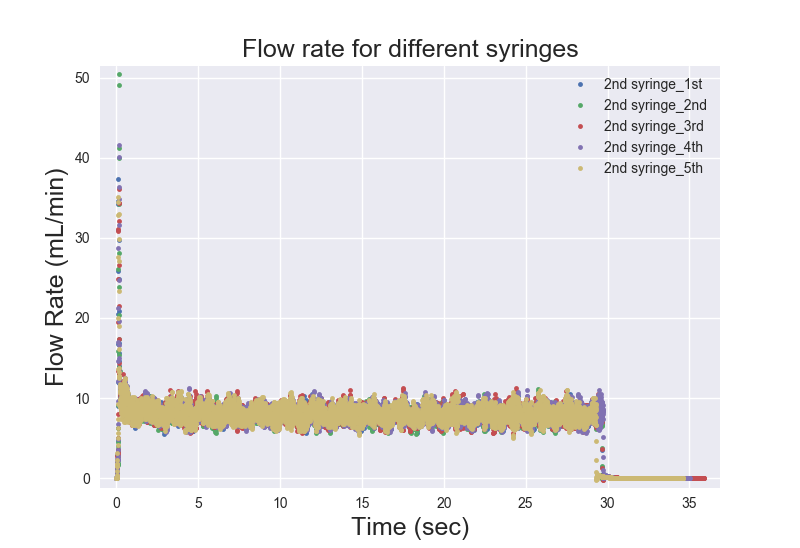 Flow rate for different syringes
50
40
30
20
10
0
Flow Rate (mL/min)
2nd syringe_1st
2nd syringe_2nd
2nd syringe_3rd
2nd syringe_4th
2nd syringe_5th
0 5 10 15 20 25 30 35
Time (sec)